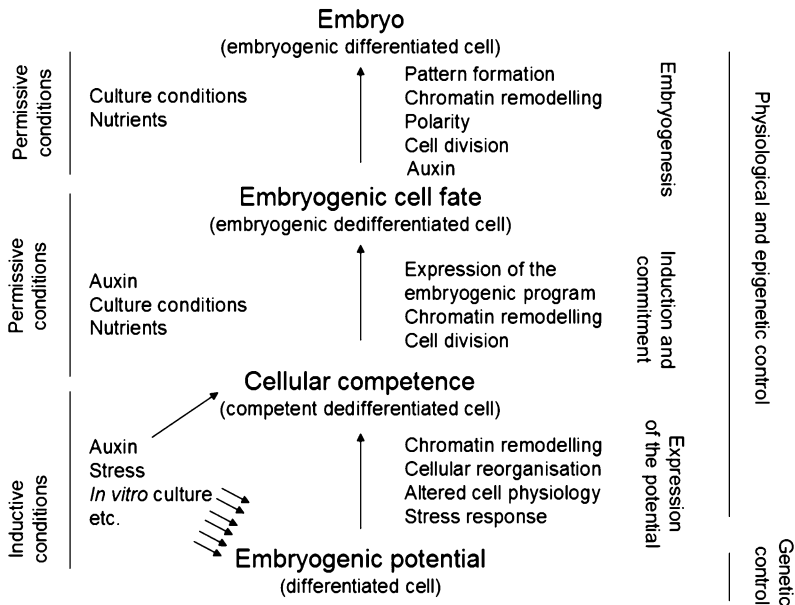 Embryo
(embryogenic differentiated cell)
Permissive
conditions
Culture conditions
Nutrients
Pattern formation
Chromatin remodelling
Polarity
Cell division
Auxin
Embryogenesis
Physiological and epigenetic control
Embryogenic cell fate
(embryogenic dedifferentiated cell)
Permissive
conditions
Auxin
Culture conditions
Nutrients
Expression of the
embryogenic program
Chromatin remodelling
Cell division
Induction and
commitment
Cellular competence
(competent dedifferentiated cell)
Inductive
conditions
Auxin
Stress
In vitro culture
etc.
Chromatin remodelling
Cellular reorganisation
Altered cell physiology
Stress response
Expression
of the potential
Embryogenic potential
(differentiated cell)
Genetic
control